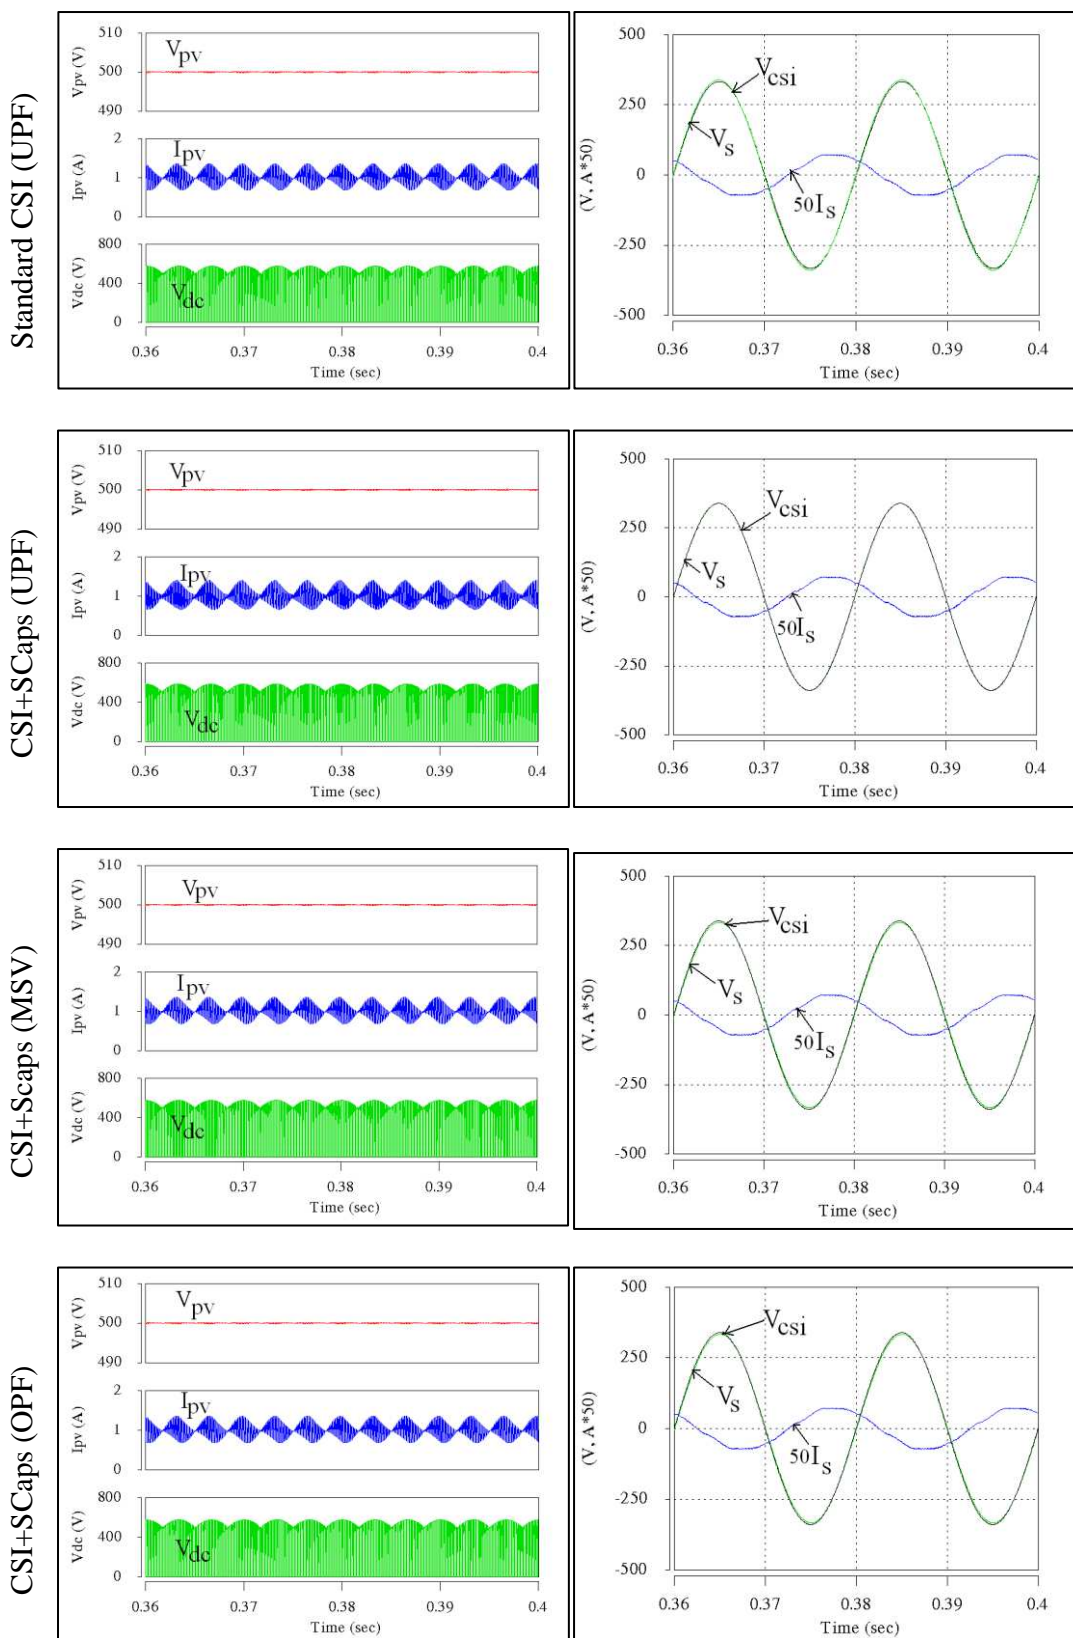 Standard CSI (UPF)
Vpv (V)
510
500
490
Vpv
Ipv (A)
2
1
0
Ipv
Vdc (V)
800
400
0
Vdc
0.36 0.37 0.38 0.39 0.4
Time (sec)
(V, A*50)
500
250
0
-250
-500
Vcsi
Vs
50Is
0.36 0.37 0.38 0.39 0.4
Time (sec)
CSI+SCaps (UPF)
Vpv (V)
510
500
490
Vpv
Ipv (A)
2
1
0
Ipv
Vdc (V)
800
400
0
Vdc
0.36 0.37 0.38 0.39 0.4
Time (sec)
(V, A*50)
500
250
0
-250
-500
Vcsi
Vs
50Is
0.36 0.37 0.38 0.39 0.4
Time (sec)
CSI+Scaps (MSV)
Vpv (V)
510
500
490
Vpv
Ipv (A)
2
1
0
Ipv
Vdc (V)
800
400
0
Vdc
0.36 0.37 0.38 0.39 0.4
Time (sec)
(V, A*50)
500
250
0
-250
-500
Vcsi
Vs
50Is
0.36 0.37 0.38 0.39 0.4
Time (sec)
CSI+SCaps (OPF)
Vpv (V)
510
500
490
Vpv
Ipv (A)
2
1
0
Ipv
Vdc (V)
800
400
0
Vdc
0.36 0.37 0.38 0.39 0.4
Time (sec)
(V, A*50)
500
250
0
-250
-500
Vcsi
Vs
50Is
0.36 0.37 0.38 0.39 0.4
Time (sec)